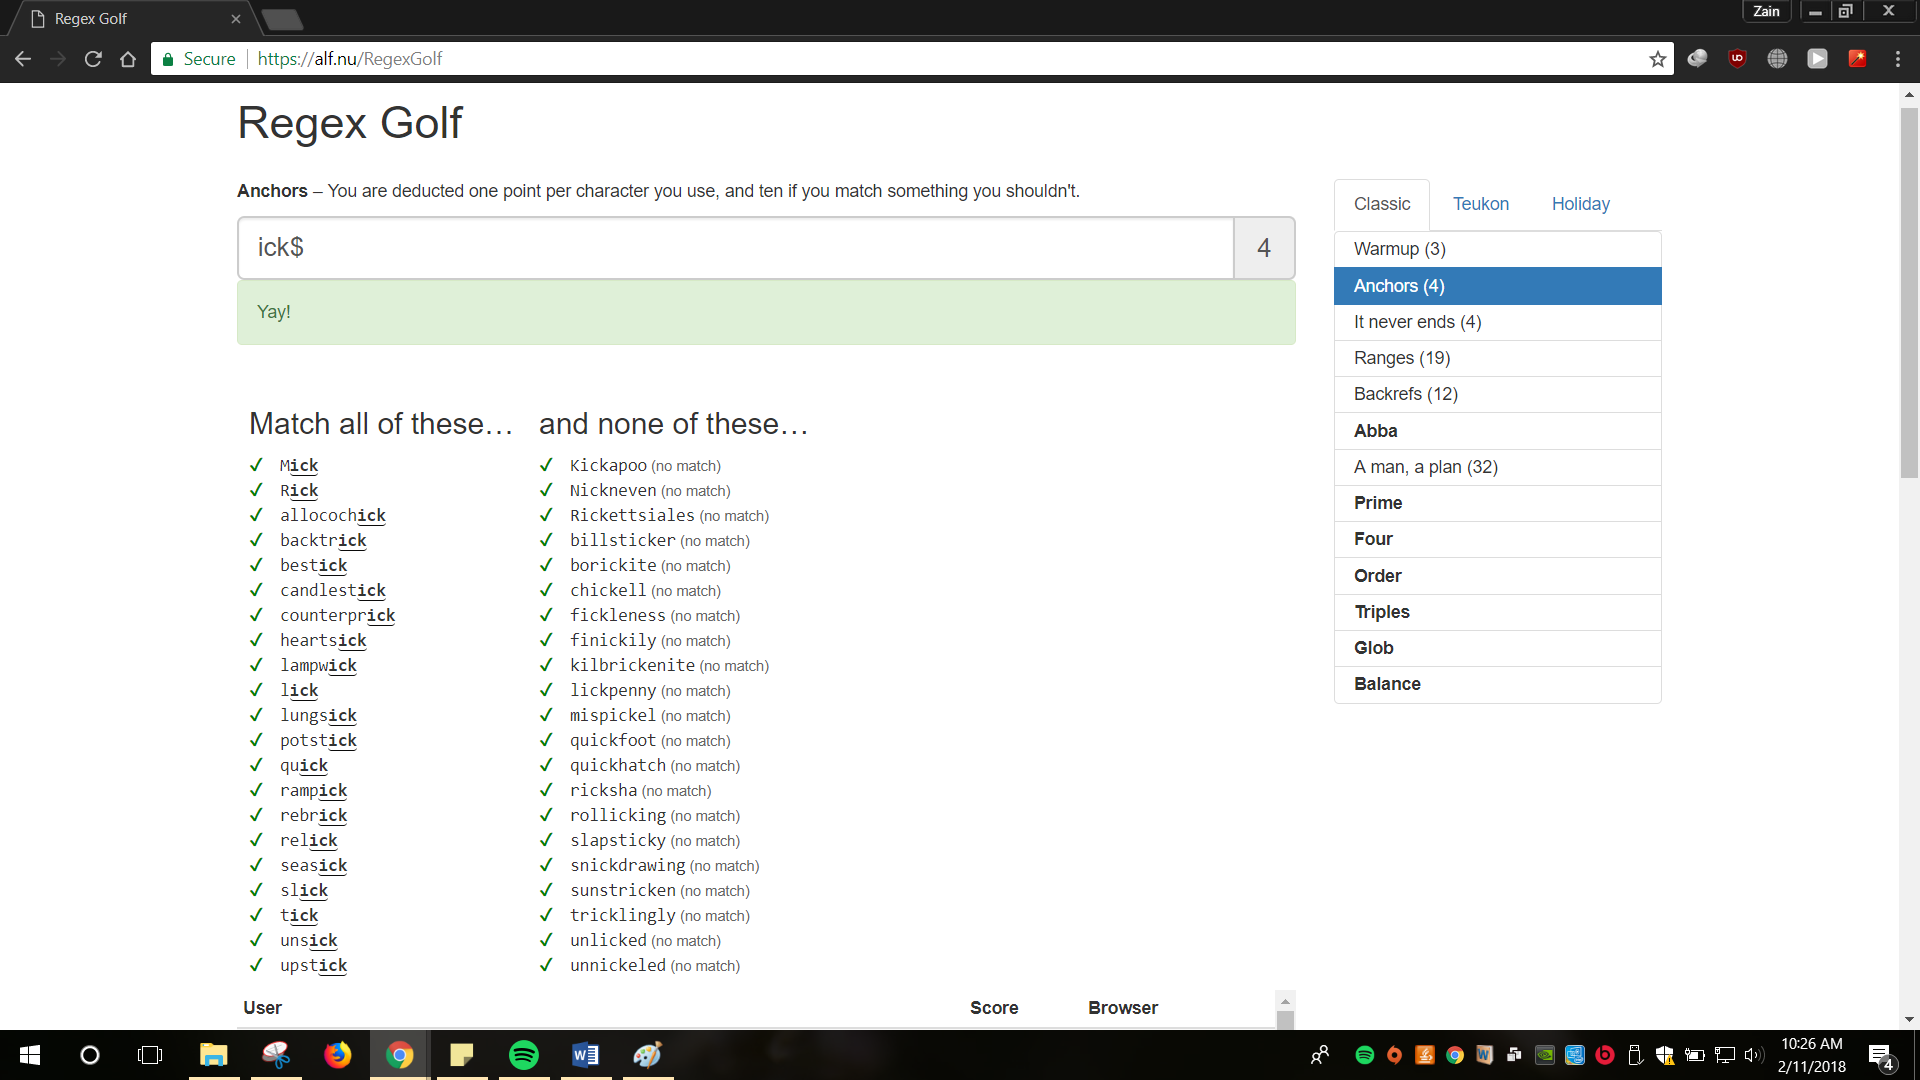 Regex Golf
Zain
Secure https://alf.nu/RegexGolf
Regex Golf
Anchors – You are deducted one point per character you use, and ten if you match something you shouldn't.
ick$ 4
Yay!
Classic Teukon Holiday
Warmup (3)
Anchors (4)
It never ends (4)
Ranges (19)
Backrefs (12)
Abba
A man, a plan (32)
Prime
Four
Order
Triples
Glob
Balance
Match all of these… and none of these…
Mick Kickapoo (no match)
Rick Nickneven (no match)
allocochick Rickettsiales (no match)
backtrick billsticker (no match)
bestick borickite (no match)
candlestick chickell (no match)
counterprick fickleness (no match)
heartsick finickily (no match)
lampwick kilbrickenite (no match)
lick lickpenny (no match)
lungsick mispickel (no match)
potstick quickfoot (no match)
quick quickhatch (no match)
rampick ricksha (no match)
rebrick rollicking (no match)
relick slapsticky (no match)
seasick snickdrawing (no match)
slick sunstricken (no match)
tick tricklingly (no match)
unsick unlicked (no match)
upstick unnickeled (no match)
User Score Browser
10:26 AM
2/11/2018
4